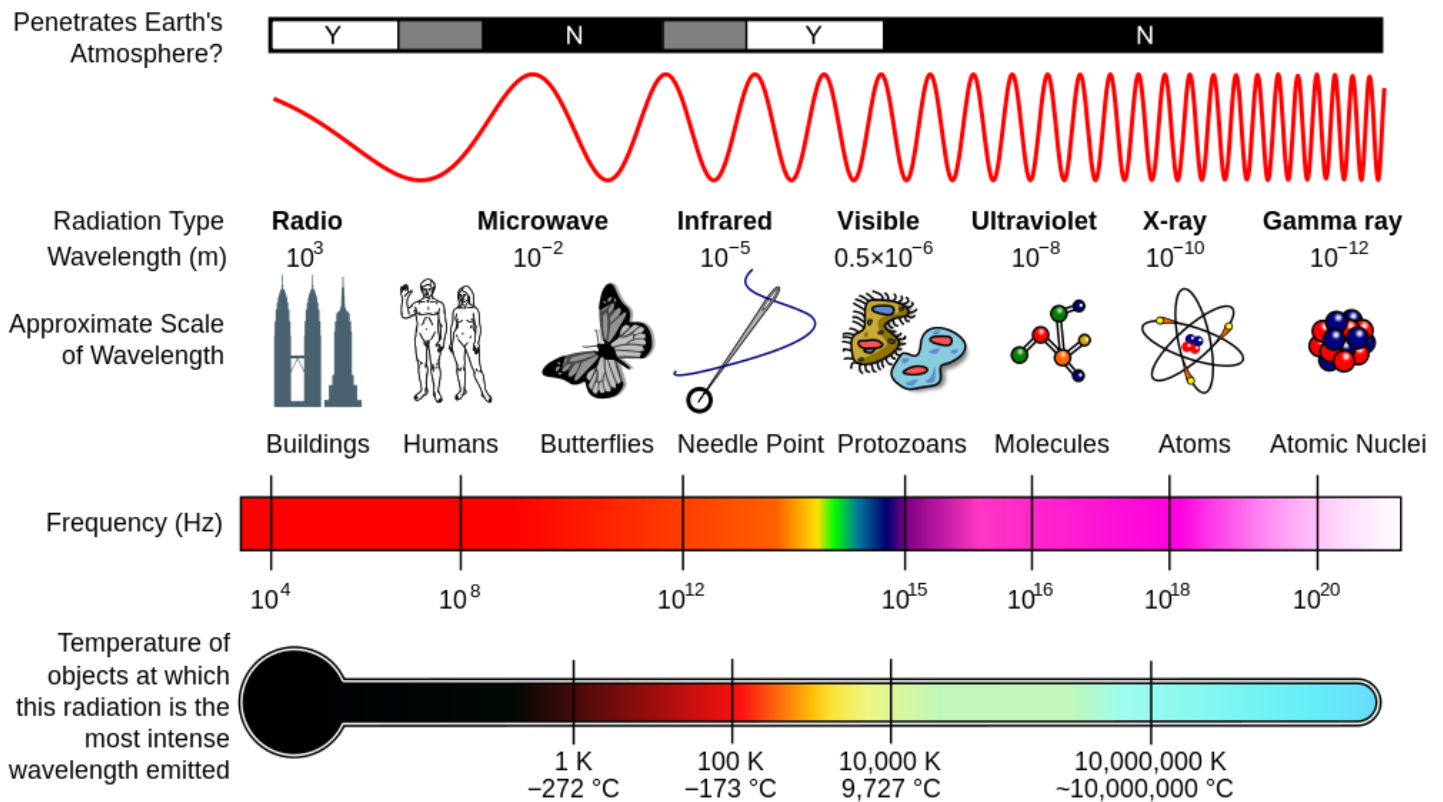 Penetrates Earth's
Atmosphere?
Y N Y N
Radiation Type Radio Microwave Infrared Visible Ultraviolet X-ray Gamma ray
Wavelength (m) 10³ 10⁻² 10⁻⁵ 0.5×10⁻⁶ 10⁻⁸ 10⁻¹⁰ 10⁻¹²
Approximate Scale
of Wavelength
Buildings Humans Butterflies Needle Point Protozoans Molecules Atoms Atomic Nuclei
Frequency (Hz)
10⁴ 10⁸ 10¹² 10¹⁵ 10¹⁶ 10¹⁸ 10²⁰
Temperature of
objects at which
this radiation is the
most intense
wavelength emitted
1 K 100 K 10,000 K 10,000,000 K
−272 °C −173 °C 9,727 °C ~10,000,000 °C